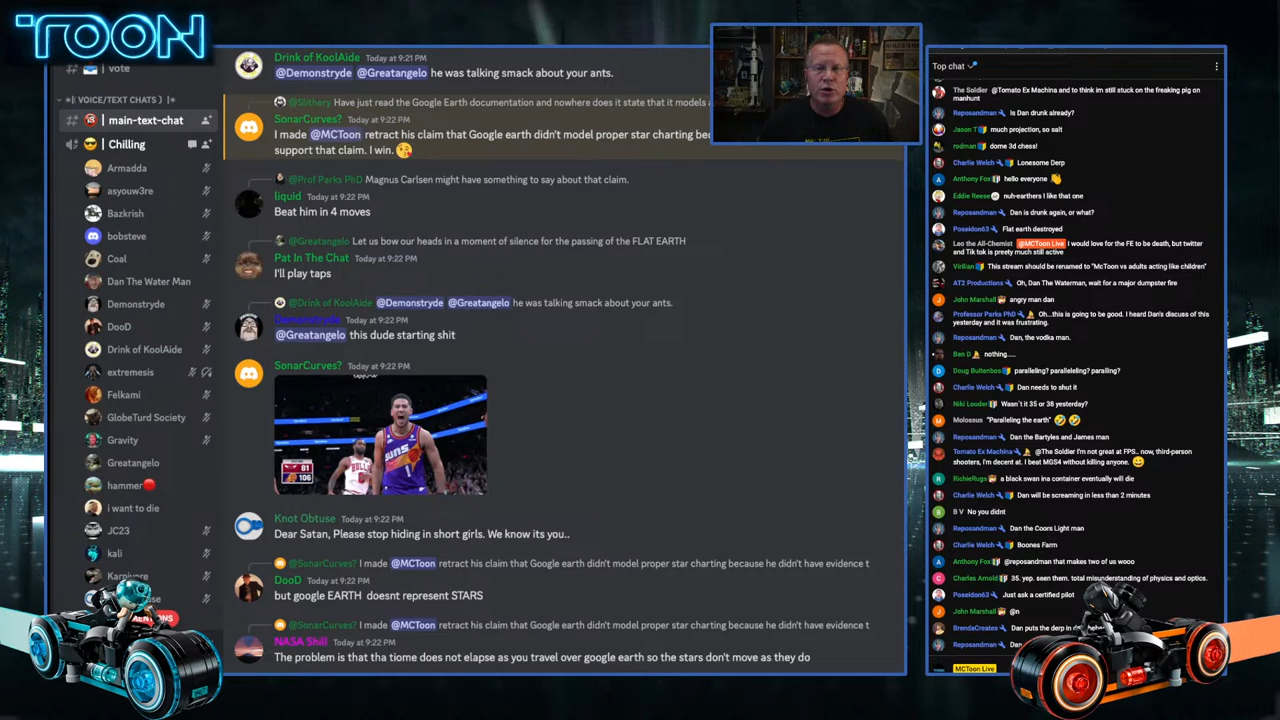 TOON
# vote
VOICE/TEXT CHATS
main-text-chat
Chilling
Armadda
asyouw3re
Bazkrish
bobsteve
Coal
Dan The Water Man
Demonstryde
DooD
Drink of KoolAide
extremesis
Felkami
GlobeTurd Society
Gravity
Greatangelo
hammer
i want to die
JC23
kali
Karnivore
Drink of KoolAide Today at 9:21 PM
@Demonstryde @Greatangelo he was talking smack about your ants.
@Slithery Have just read the Google Earth documentation and nowhere does it state that it models a
SonarCurves? Today at 9:22 PM
I made @MCToon retract his claim that Google earth didn't model proper star charting bec
support that claim. I win. 😘
@Prof Parks PhD Magnus Carlsen might have something to say about that claim.
liquid Today at 9:22 PM
Beat him in 4 moves
@Greatangelo Let us bow our heads in a moment of silence for the passing of the FLAT EARTH
Pat In The Chat Today at 9:22 PM
I'll play taps
@Drink of KoolAide @Demonstryde @Greatangelo he was talking smack about your ants.
Demonstryde Today at 9:22 PM
@Greatangelo this dude starting shit
SonarCurves? Today at 9:22 PM
BULLS
SUNS
1
81
106
Knot Obtuse Today at 9:22 PM
Dear Satan, Please stop hiding in short girls. We know its you..
@SonarCurves? I made @MCToon retract his claim that Google earth didn't model proper star charting because he didn't have evidence t
DooD Today at 9:22 PM
but google EARTH doesnt represent STARS
@SonarCurves? I made @MCToon retract his claim that Google earth didn't model proper star charting because he didn't have evidence t
NASA Shill Today at 9:22 PM
The problem is that tha tiome does not elapse as you travel over google earth so the stars don't move as they do
Top chat
The Soldier @Tomato Ex Machina and to think im still stuck on the freaking pig on
manhunt
Reposandman Is Dan drunk already?
Jason T much projection, so salt
rodman dome 3d chess!
Charlie Welch Lonesome Derp
Anthony Fox hello everyone 👋
Eddie Reese nuh-earthers I like that one
Reposandman Dan is drunk again, or what?
Poseidon63 Flat earth destroyed
Leo the All-Chemist @MCToon Live I would love for the FE to be death, but twitter
and Tik tok is preety much still active
Virilian This stream should be renamed to "McToon vs adults acting like children"
AT2 Productions Oh, Dan The Waterman, wait for a major dumpster fire
John Marshall angry man dan
Professor Parks PhD Oh...this is going to be good. I heard Dan's discuss of this
yesterday and it was frustrating.
Reposandman Dan, the vodka man.
Ben D nothing.....
Doug Buitenbos paralleling? paralleleling? paralling?
Charlie Welch Dan needs to shut it
Niki Louder Wasn't it 35 or 38 yesterday?
Molossus "Paralleling the earth" 🤣 🤣
Reposandman Dan the Bartyles and James man
Tomato Ex Machina @The Soldier I'm not great at FPS.. now, third-person
shooters, I'm decent at. I beat MGS4 without killing anyone. 😀
RichieRugs a black swan ina container eventually will die
Charlie Welch Dan will be screaming in less than 2 minutes
B V No you didnt
Reposandman Dan the Coors Light man
Charlie Welch Boones Farm
Anthony Fox @reposandman that makes two of us wooo
Charles Arnold 35. yep. seen them. total misunderstanding of physics and optics.
Poseidon63 Just ask a certified pilot
John Marshall @n
BrendaCreates Dan puts the derp in
Reposandman Dan
MCToon Live